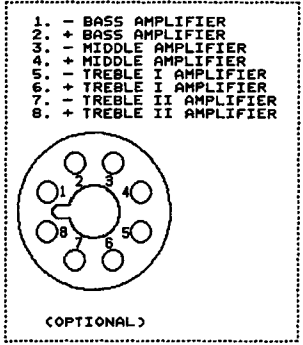 1. - BASS AMPLIFIER
2. + BASS AMPLIFIER
3. - MIDDLE AMPLIFIER
4. + MIDDLE AMPLIFIER
5. - TREBLE I AMPLIFIER
6. + TREBLE I AMPLIFIER
7. - TREBLE II AMPLIFIER
8. + TREBLE II AMPLIFIER
2 3
1 4
8 5
7 6
(OPTIONAL)